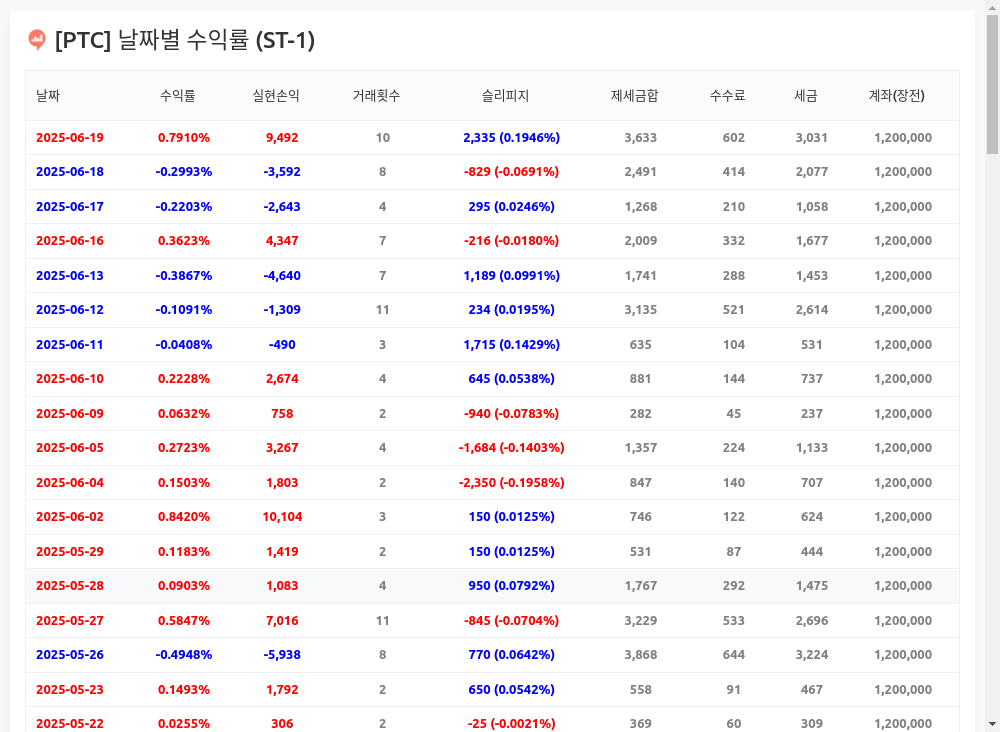 [PTC] 날짜별 수익률 (ST-1)
날짜 수익률 실현손익 거래횟수 슬리피지 제세금합 수수료 세금 계좌(장전)
2025-06-19 0.7910% 9,492 10 2,335 (0.1946%) 3,633 602 3,031 1,200,000
2025-06-18 -0.2993% -3,592 8 -829 (-0.0691%) 2,491 414 2,077 1,200,000
2025-06-17 -0.2203% -2,643 4 295 (0.0246%) 1,268 210 1,058 1,200,000
2025-06-16 0.3623% 4,347 7 -216 (-0.0180%) 2,009 332 1,677 1,200,000
2025-06-13 -0.3867% -4,640 7 1,189 (0.0991%) 1,741 288 1,453 1,200,000
2025-06-12 -0.1091% -1,309 11 234 (0.0195%) 3,135 521 2,614 1,200,000
2025-06-11 -0.0408% -490 3 1,715 (0.1429%) 635 104 531 1,200,000
2025-06-10 0.2228% 2,674 4 645 (0.0538%) 881 144 737 1,200,000
2025-06-09 0.0632% 758 2 -940 (-0.0783%) 282 45 237 1,200,000
2025-06-05 0.2723% 3,267 4 -1,684 (-0.1403%) 1,357 224 1,133 1,200,000
2025-06-04 0.1503% 1,803 2 -2,350 (-0.1958%) 847 140 707 1,200,000
2025-06-02 0.8420% 10,104 3 150 (0.0125%) 746 122 624 1,200,000
2025-05-29 0.1183% 1,419 2 150 (0.0125%) 531 87 444 1,200,000
2025-05-28 0.0903% 1,083 4 950 (0.0792%) 1,767 292 1,475 1,200,000
2025-05-27 0.5847% 7,016 11 -845 (-0.0704%) 3,229 533 2,696 1,200,000
2025-05-26 -0.4948% -5,938 8 770 (0.0642%) 3,868 644 3,224 1,200,000
2025-05-23 0.1493% 1,792 2 650 (0.0542%) 558 91 467 1,200,000
2025-05-22 0.0255% 306 2 -25 (-0.0021%) 369 60 309 1,200,000